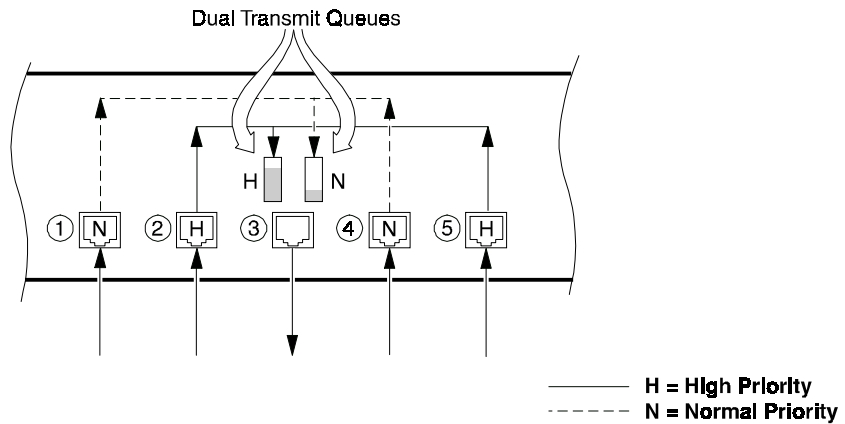 Dual Transmit Queues
H N
1 N 2 H 3 4 N 5 H
H = High Priority
N = Normal Priority